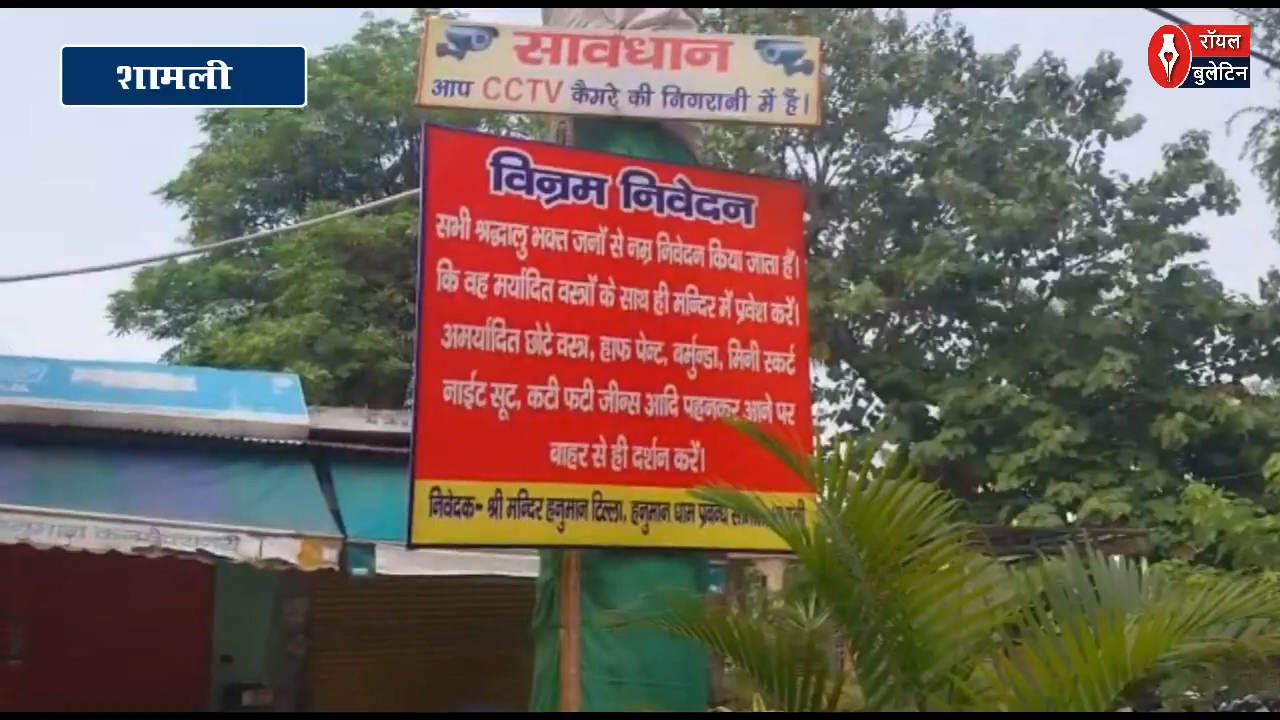 शामली
रॉयल
बुलेटिन
सावधान
आप CCTV कैमरे की निगरानी में हैं।
विन्रम निवेदन
सभी श्रद्धालु भक्त जनों से नम्र निवेदन किया जाता हैं।
कि वह मर्यादित वस्त्रों के साथ ही मन्दिर में प्रवेश करें।
अमर्यादित छोटे वस्त्र, हाफ पेन्ट, बर्मुन्डा, मिनी स्कर्ट
नाईट सूट, कटी फटी जीन्स आदि पहनकर आने पर
बाहर से ही दर्शन करें।
निवेदक- श्री मन्दिर हनुमान टिल्ला, हनुमान धाम प्रबन्ध